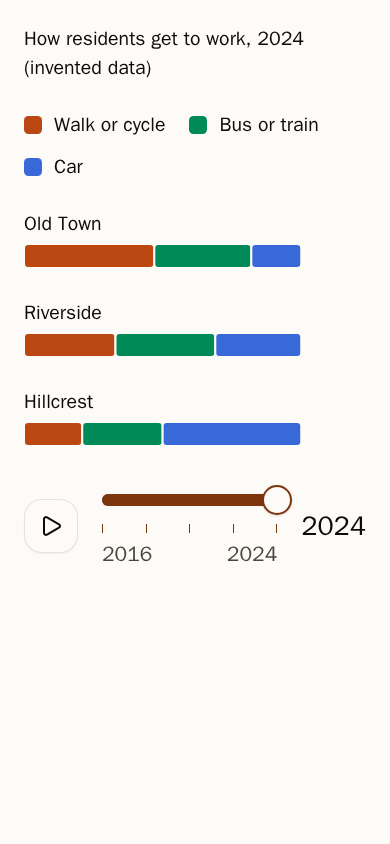 How residents get to work, 2024
(invented data)
Walk or cycle
Bus or train
Car
Old Town
Riverside
Hillcrest
2024
2016
2024